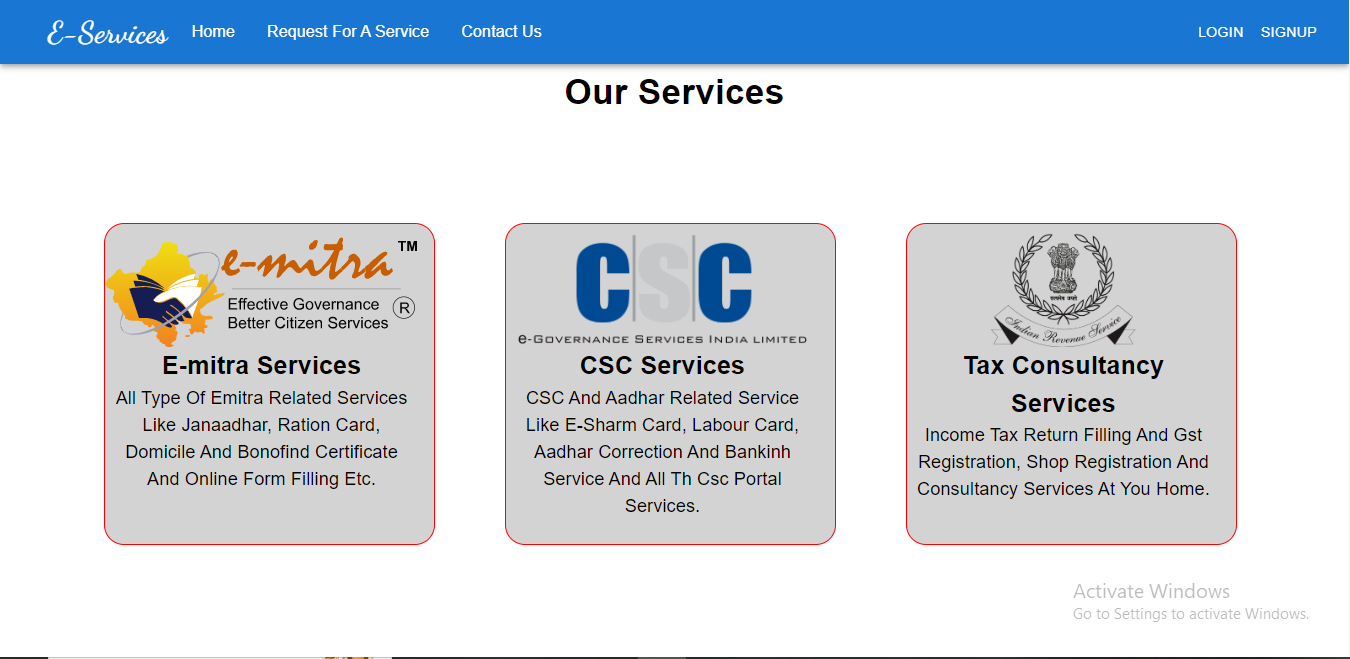 E-Services Home Request For A Service Contact Us LOGIN SIGNUP
Our Services
e-mitra TM
Effective Governance ®
Better Citizen Services
E-mitra Services
All Type Of Emitra Related Services
Like Janaadhar, Ration Card,
Domicile And Bonofind Certificate
And Online Form Filling Etc.
CSC
e-Governance Services India Limited
CSC Services
CSC And Aadhar Related Service
Like E-Sharm Card, Labour Card,
Aadhar Correction And Bankinh
Service And All Th Csc Portal
Services.
सत्यमेव जयते
Indian Revenue Service
Tax Consultancy
Services
Income Tax Return Filling And Gst
Registration, Shop Registration And
Consultancy Services At You Home.
Activate Windows
Go to Settings to activate Windows.